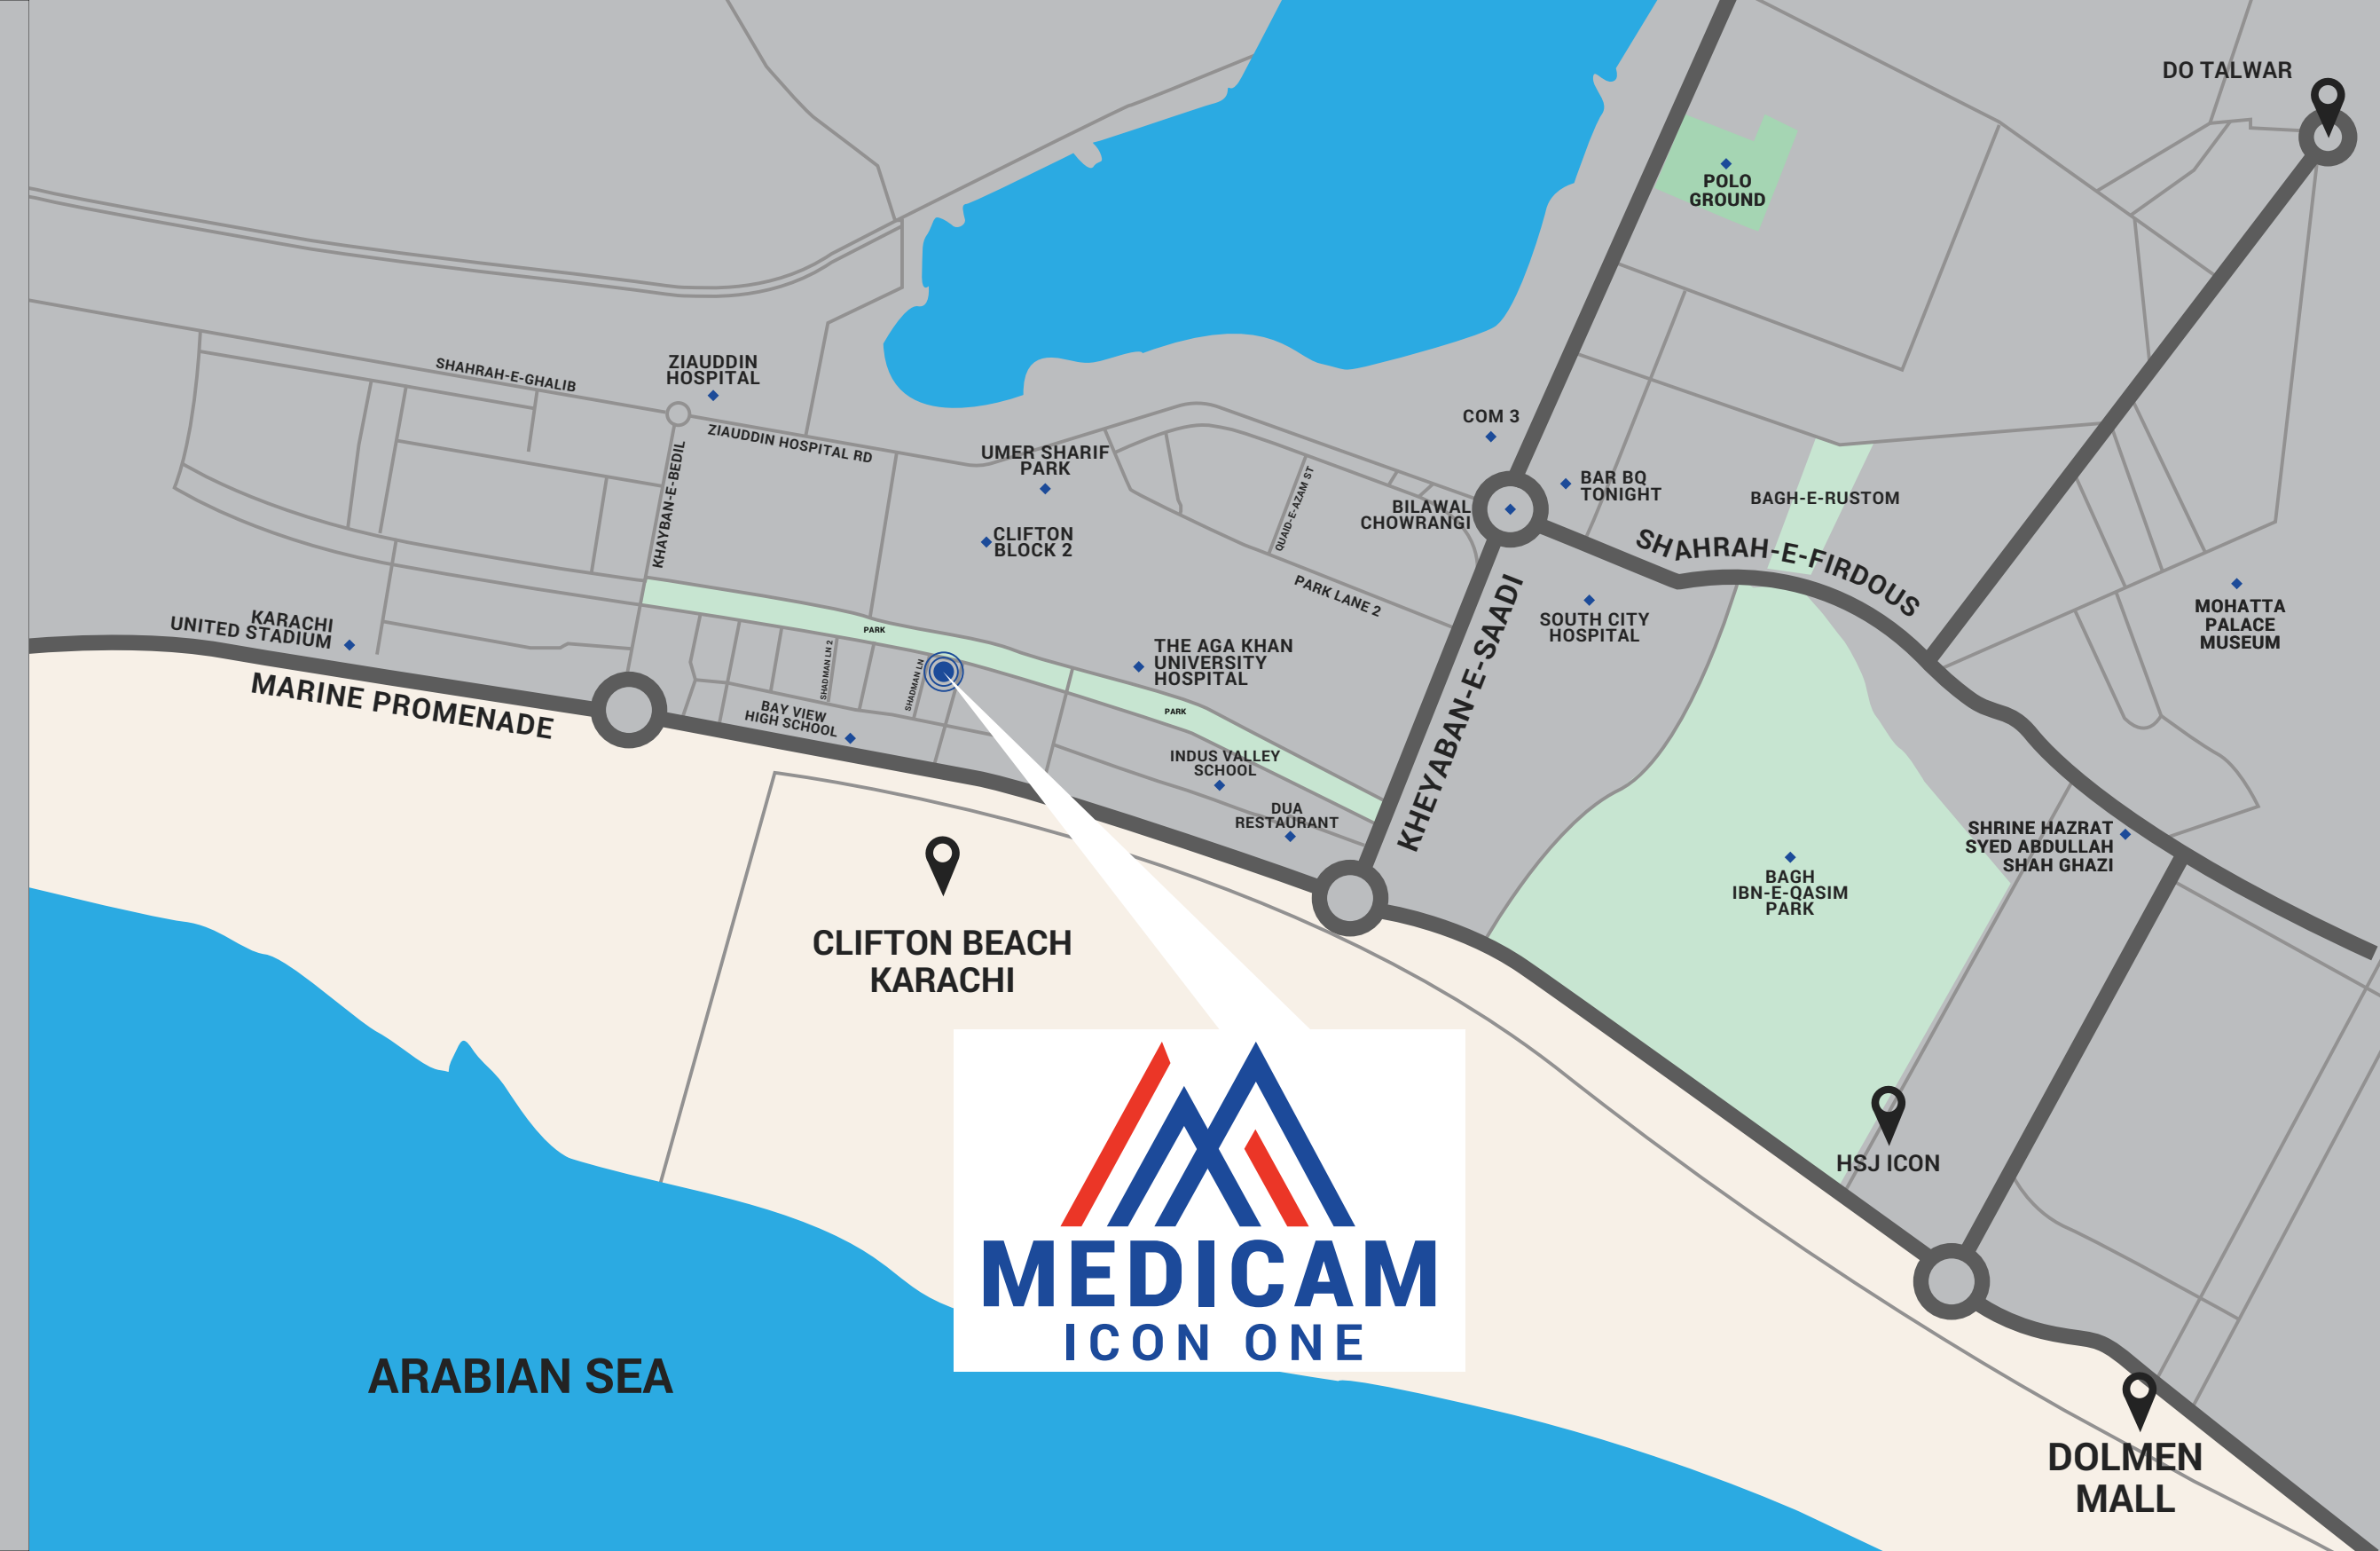 DO TALWAR
POLO
GROUND
SHAHRAH-E-GHALIB
ZIAUDDIN
HOSPITAL
ZIAUDDIN HOSPITAL RD
KHAYBAN-E-BEDIL
UMER SHARIF
PARK
CLIFTON
BLOCK 2
QUAID-E-AZAM ST
PARK LANE 2
COM 3
BILAWAL
CHOWRANGI
BAR BQ
TONIGHT
BAGH-E-RUSTOM
SHAHRAH-E-FIRDOUS
SOUTH CITY
HOSPITAL
MOHATTA
PALACE
MUSEUM
KARACHI
UNITED STADIUM
MARINE PROMENADE
PARK
SHADMAN LN 2
SHADMAN LN
BAY VIEW
HIGH SCHOOL
THE AGA KHAN
UNIVERSITY
HOSPITAL
PARK
KHEYABAN-E-SAADI
INDUS VALLEY
SCHOOL
DUA
RESTAURANT
SHRINE HAZRAT
SYED ABDULLAH
SHAH GHAZI
BAGH
IBN-E-QASIM
PARK
CLIFTON BEACH
KARACHI
HSJ ICON
MEDICAM
ICON ONE
ARABIAN SEA
DOLMEN
MALL